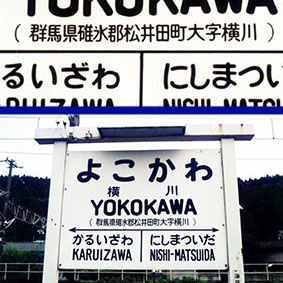 YOKOKAWA
(群馬県碓氷郡松井田町大字横川)
かるいざわ にしまつい
ARUIZAWA NISHI-MATSU
よこかわ
横川
YOKOKAWA
(群馬県碓氷郡松井田町大字横川)
かるいざわ にしまついだ
KARUIZAWA NISHI-MATSUIDA